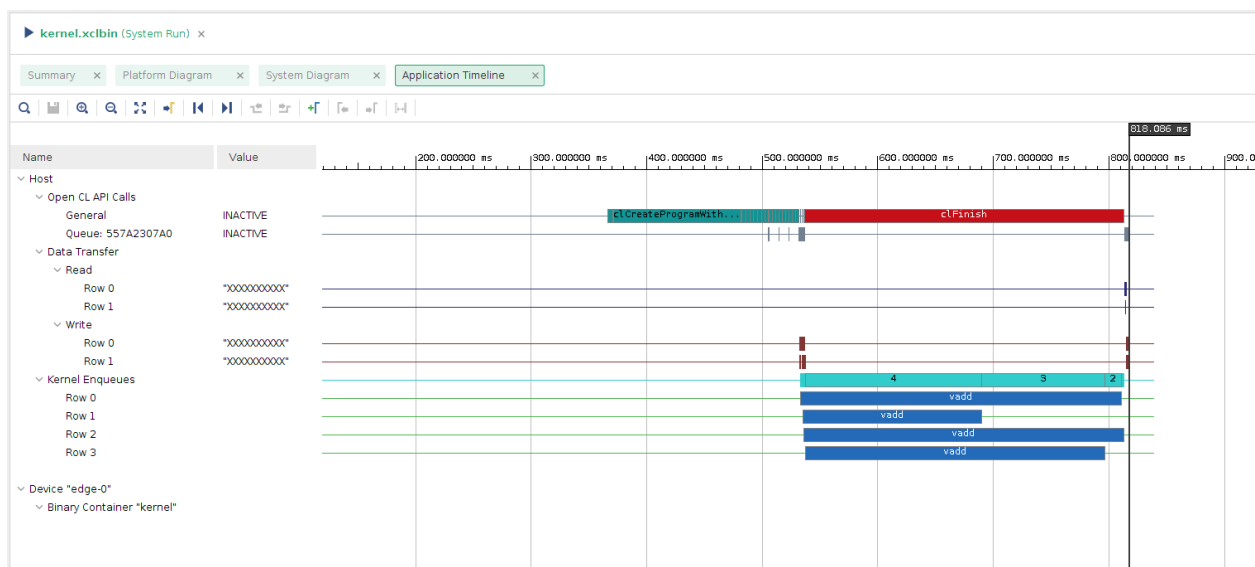 kernel.xclbin (System Run) ×
Summary × Platform Diagram × System Diagram × Application Timeline ×
818.086 ms
Name Value 200.000000 ms 300.000000 ms 400.000000 ms 500.000000 ms 600.000000 ms 700.000000 ms 800.000000 ms 900.0
Host
Open CL API Calls
General INACTIVE clCreateProgramWith... clFinish
Queue: 557A2307A0 INACTIVE
Data Transfer
Read
Row 0 "XXXXXXXXXX"
Row 1 "XXXXXXXXXX"
Write
Row 0 "XXXXXXXXXX"
Row 1 "XXXXXXXXXX"
Kernel Enqueues 4 3 2
Row 0 vadd
Row 1 vadd
Row 2 vadd
Row 3 vadd
Device "edge-0"
Binary Container "kernel"